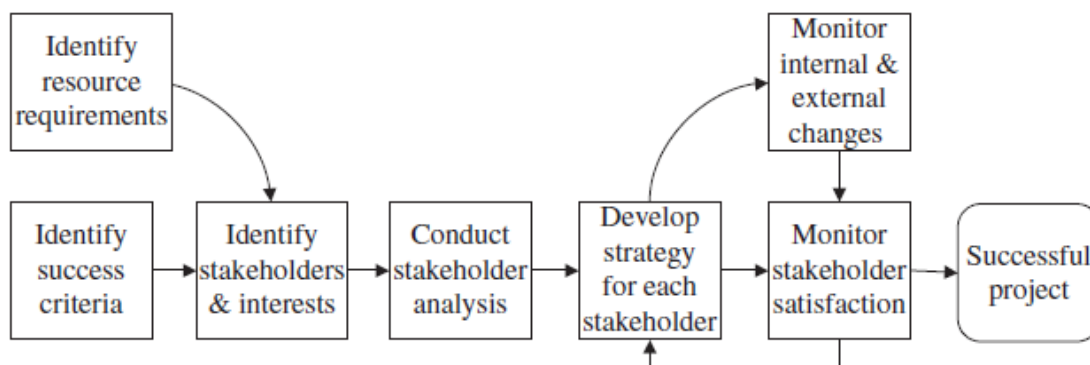 Identify
resource
requirements
Monitor
internal &
external
changes
Identify
success
criteria
Identify
stakeholders
& interests
Conduct
stakeholder
analysis
Develop
strategy
for each
stakeholder
Monitor
stakeholder
satisfaction
Successful
project